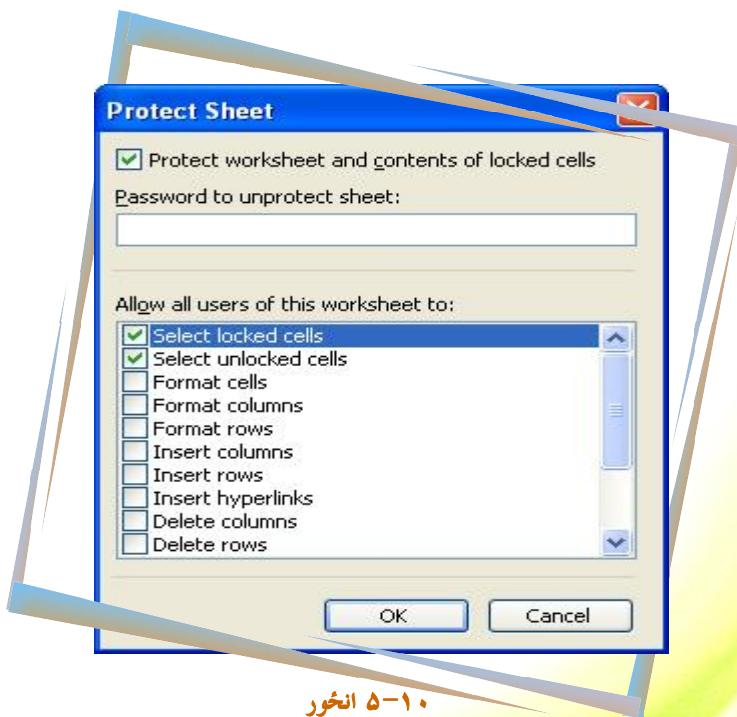 Protect Sheet
Protect worksheet and contents of locked cells
Password to unprotect sheet:
Allow all users of this worksheet to:
Select locked cells
Select unlocked cells
Format cells
Format columns
Format rows
Insert columns
Insert rows
Insert hyperlinks
Delete columns
Delete rows
OK Cancel
۵-۱۰ انځور